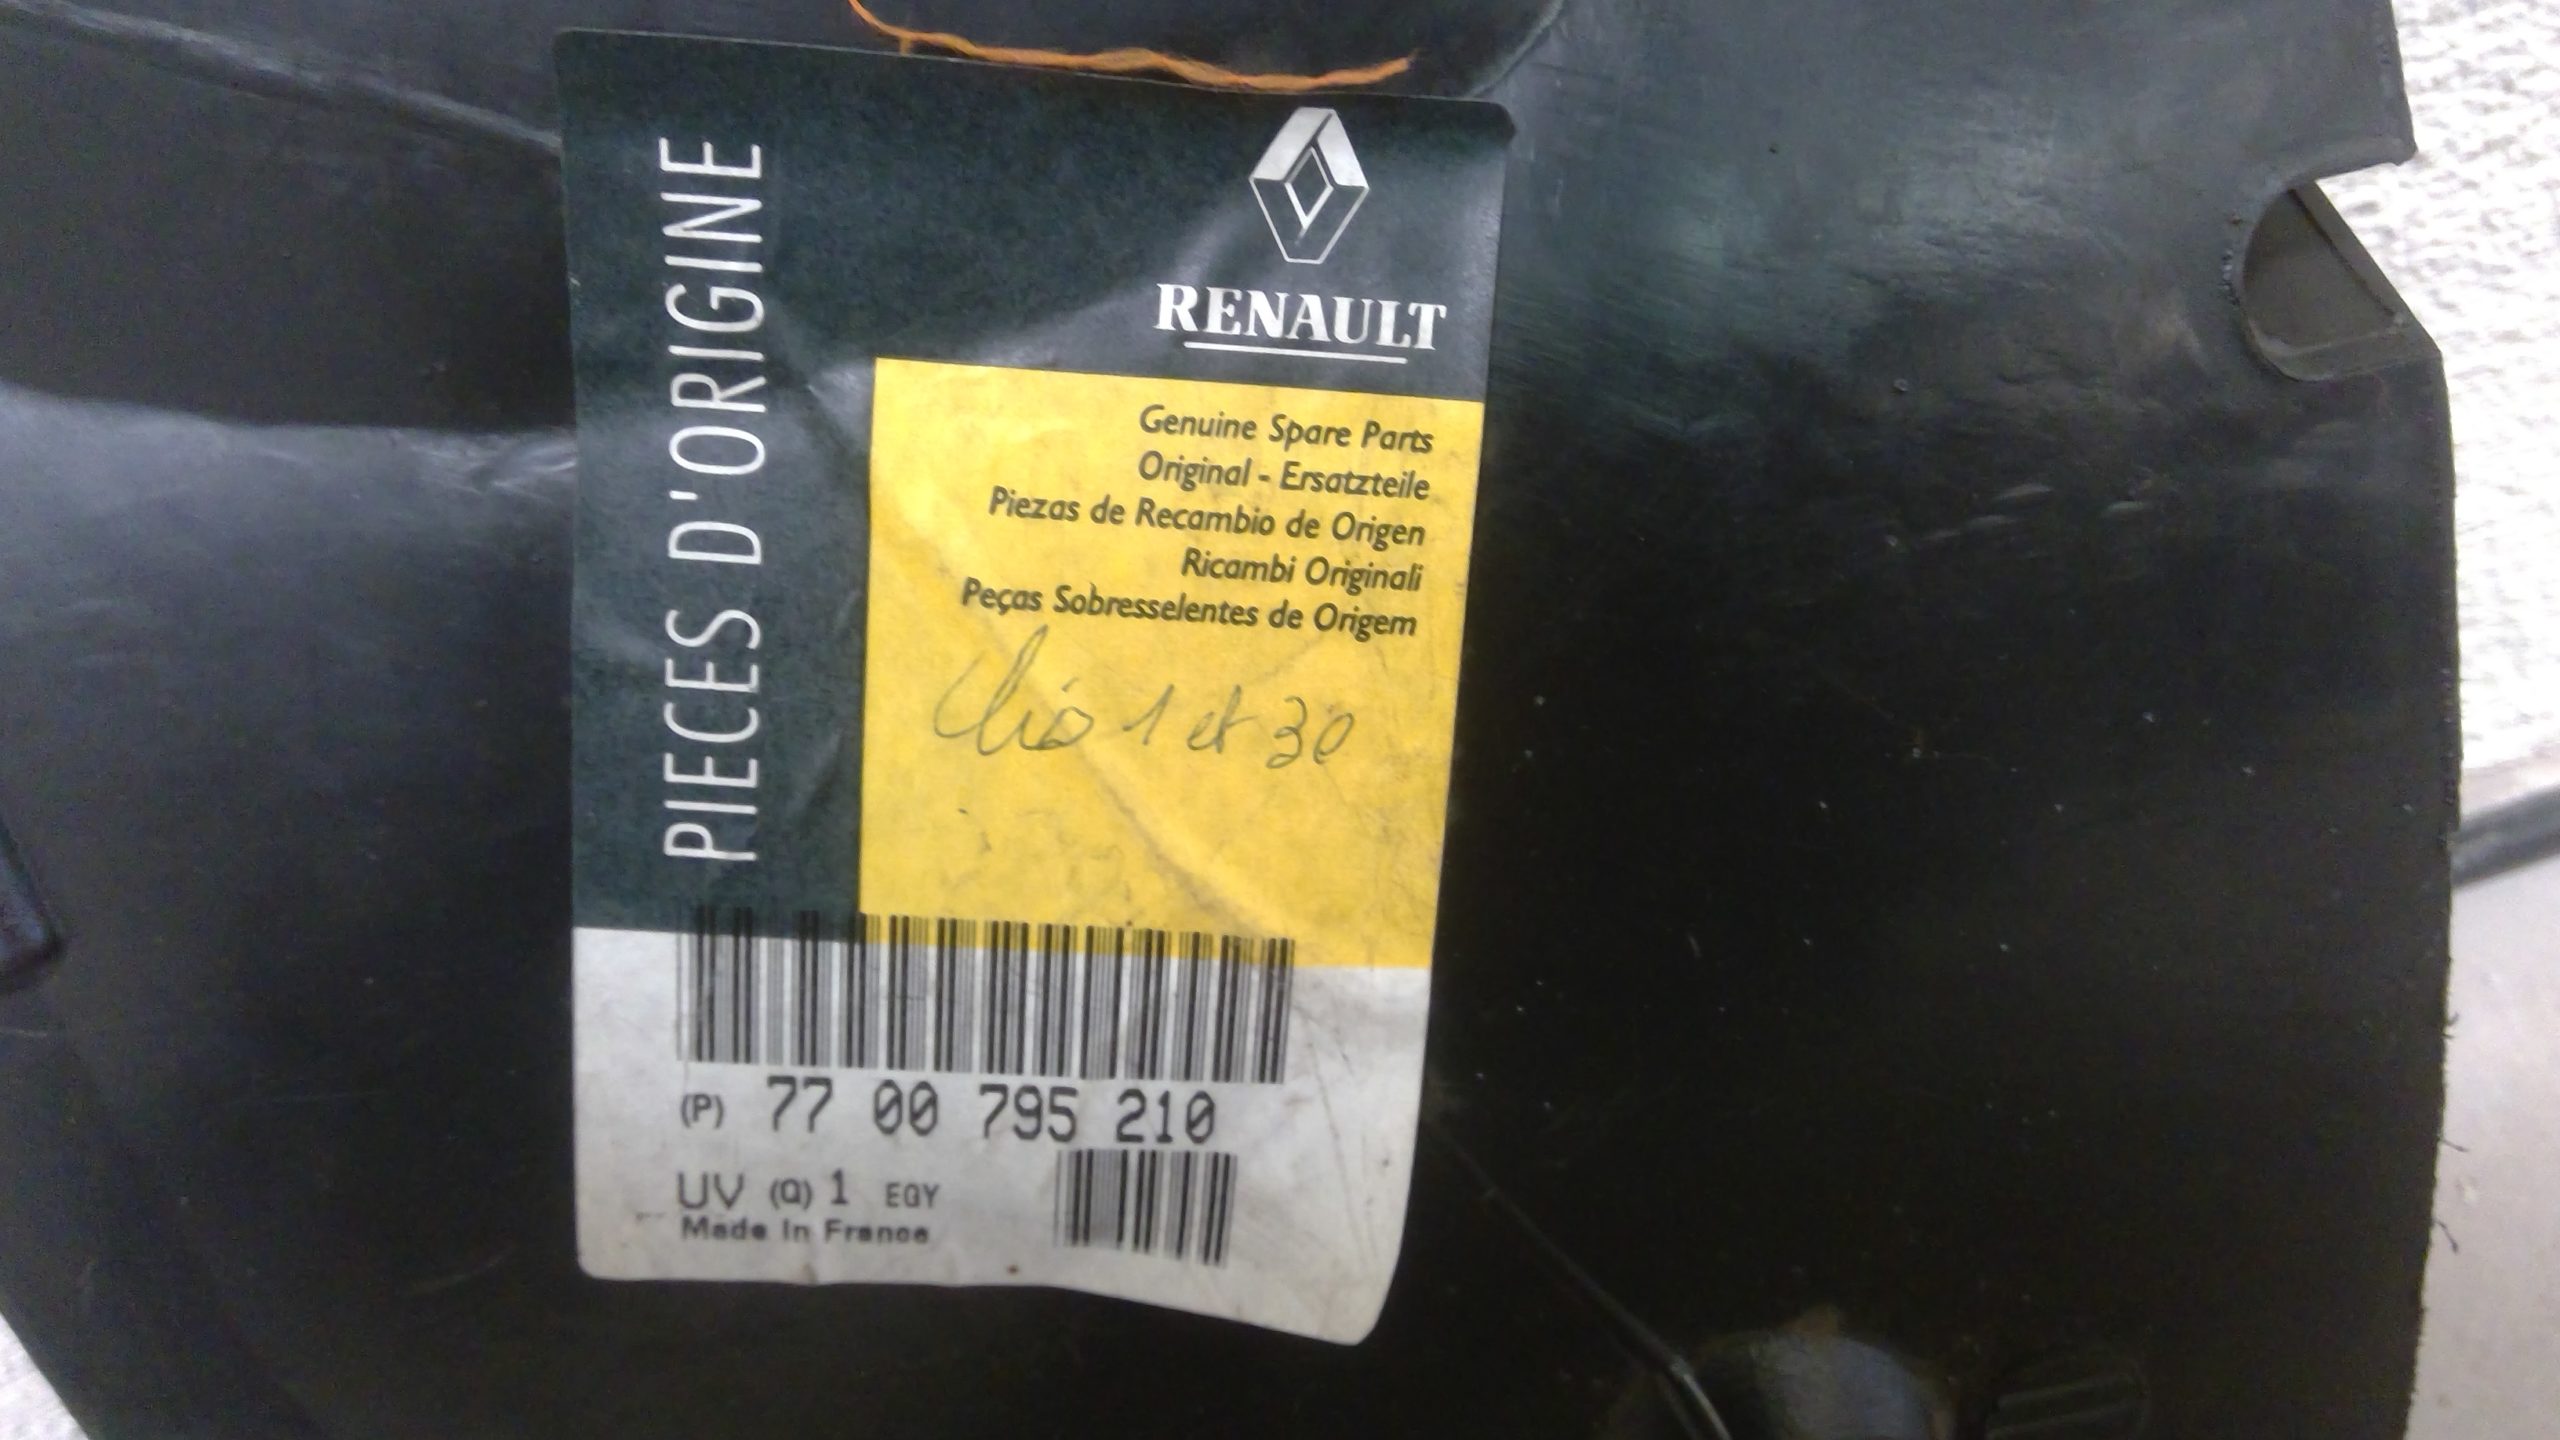 PIECES D'ORIGINE
RENAULT
Genuine Spare Parts
Original - Ersatzteile
Piezas de Recambio de Origen
Ricambi Originali
Peças Sobresselentes de Origem
Clio 1 et 30
(P) 77 00 795 210
UV (Q) 1 EGY
Made In France